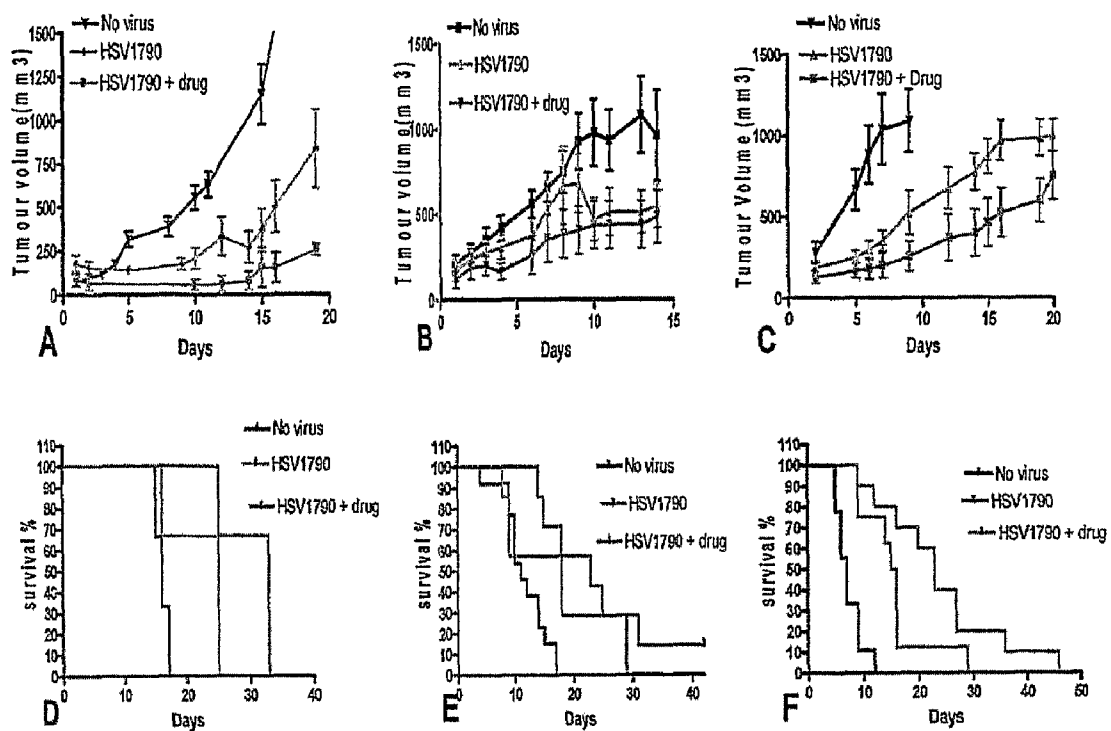 No virus
HSV1790
HSV1790 + drug
Tumour volume(mm3)
1500
1250
1000
750
500
250
0
0 5 10 15 20
Days
A
No virus
HSV1790
HSV1790 + drug
Tumour volume(mm3)
1500
1000
500
0
0 5 10 15
Days
B
No virus
HSV1790
HSV1790 + Drug
Tumour Volume(mm3)
1500
1000
500
0
0 5 10 15 20
Days
C
No virus
HSV1790
HSV1790 + drug
survival %
110
100
90
80
70
60
50
40
30
20
10
0
0 10 20 30 40
Days
D
No virus
HSV1790
HSV1790 + drug
survival %
110
100
90
80
70
60
50
40
30
20
10
0
0 10 20 30 40
Days
E
No virus
HSV1790
HSV1790 + drug
survival %
110
100
90
80
70
60
50
40
30
20
10
0
0 10 20 30 40 50 60
Days
F